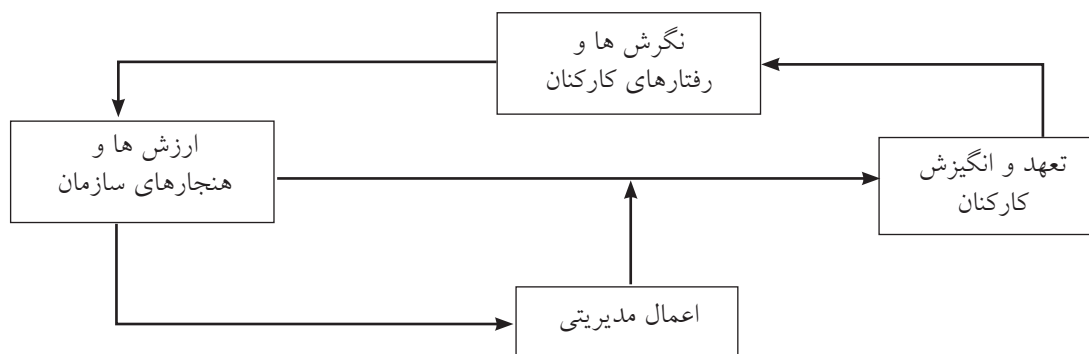 نگرش ها و
رفتارهای کارکنان
ارزش ها و
هنجارهای سازمان
تعهد و انگیزش
کارکنان
اعمال مدیریتی